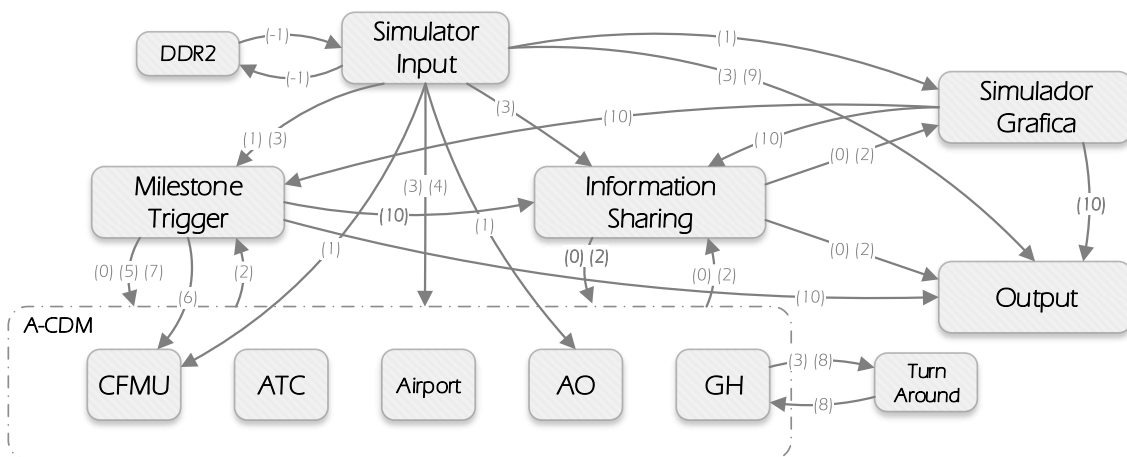 (-1)
Simulator
Input
(1)
DDR2
(-1)
(3) (9)
(3)
Simulador
Grafica
(10)
(1) (3)
(10)
(0) (2)
Milestone
Trigger
(3) (4)
Information
Sharing
(10)
(10)
(1)
(1)
(0) (2)
(0) (2)
(0) (5) (7)
(2)
(0) (2)
(6)
(10)
Output
A-CDM
CFMU
ATC
Airport
AO
GH
(3) (8)
Turn
Around
(8)